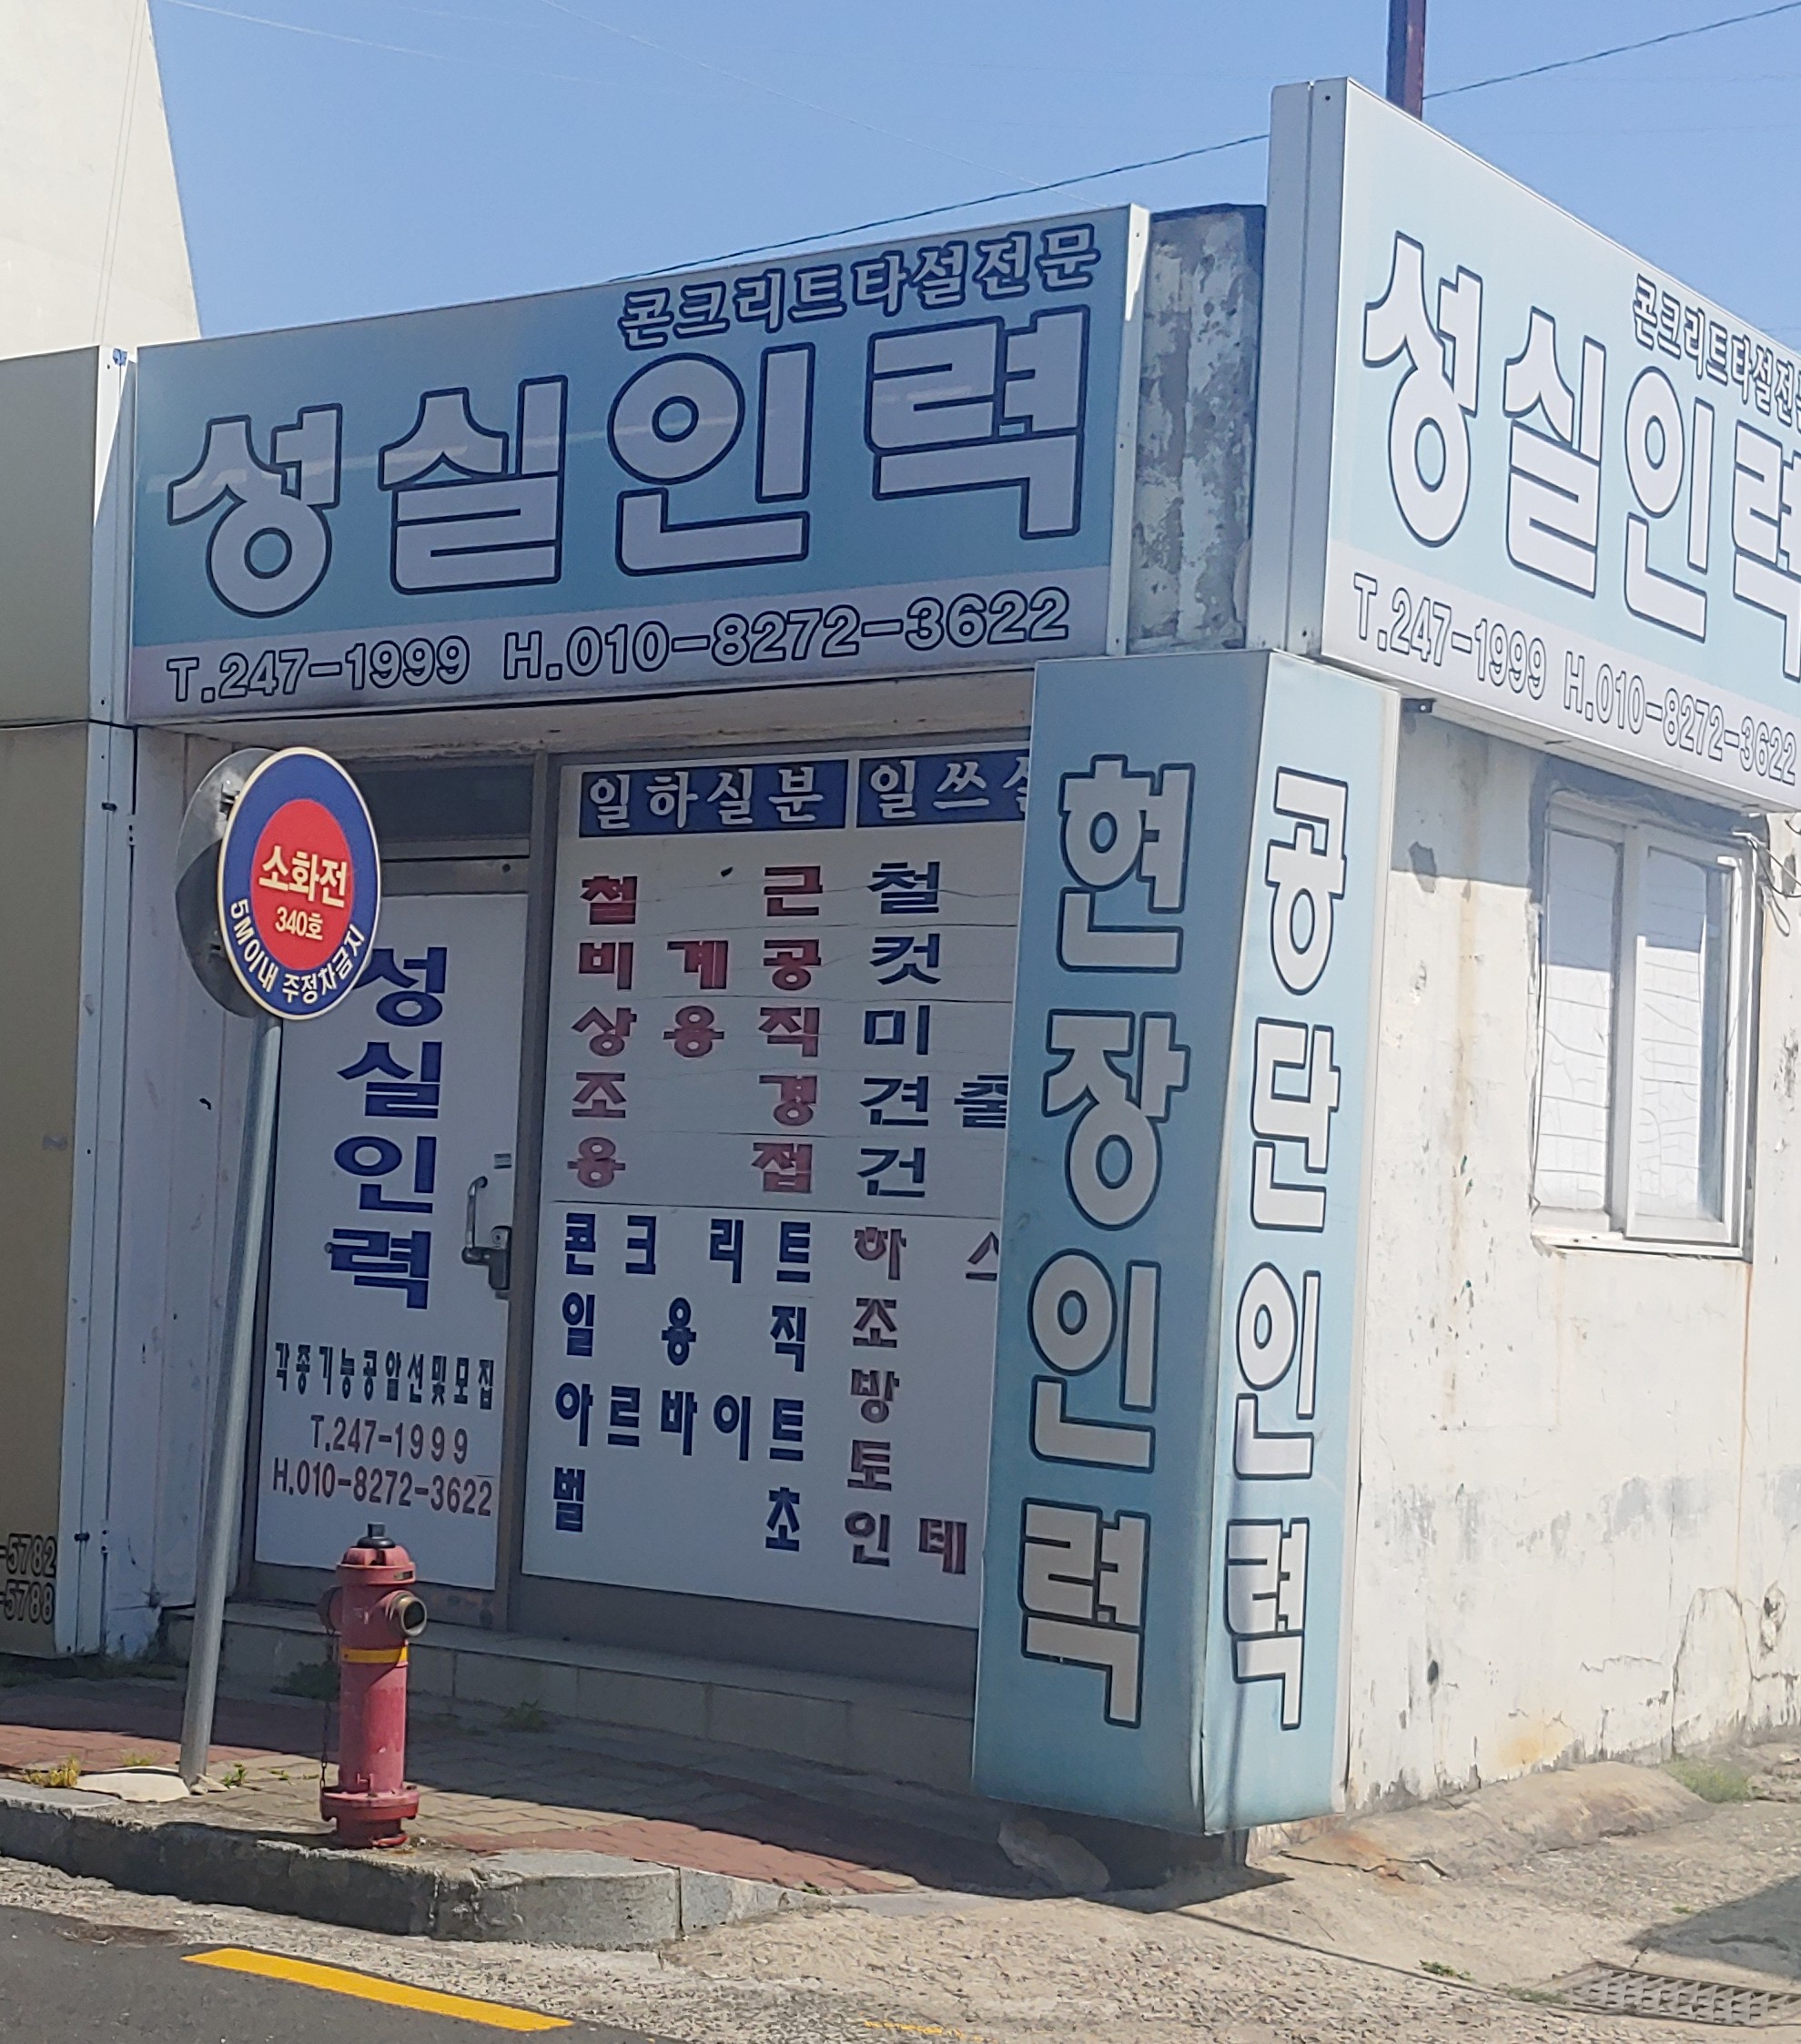 콘크리트타설전문
성실인력
T.247-1999 H.010-8272-3622
콘크리트타설전
성실인력
T.247-1999 H.010-8272-3622
소화전
340호
5M이내 주정차금지
성실인력
각종기능공알선및모집
T.247-1999
H.010-8272-3622
일하실분
철근
비계공
상용직
조경
용접
콘크리트
일용직
아르바이트
벌초
일쓰
철
컷
미
견출
건
하스
조
방
토
인테
현장인력
공단인력
-5782
-5788